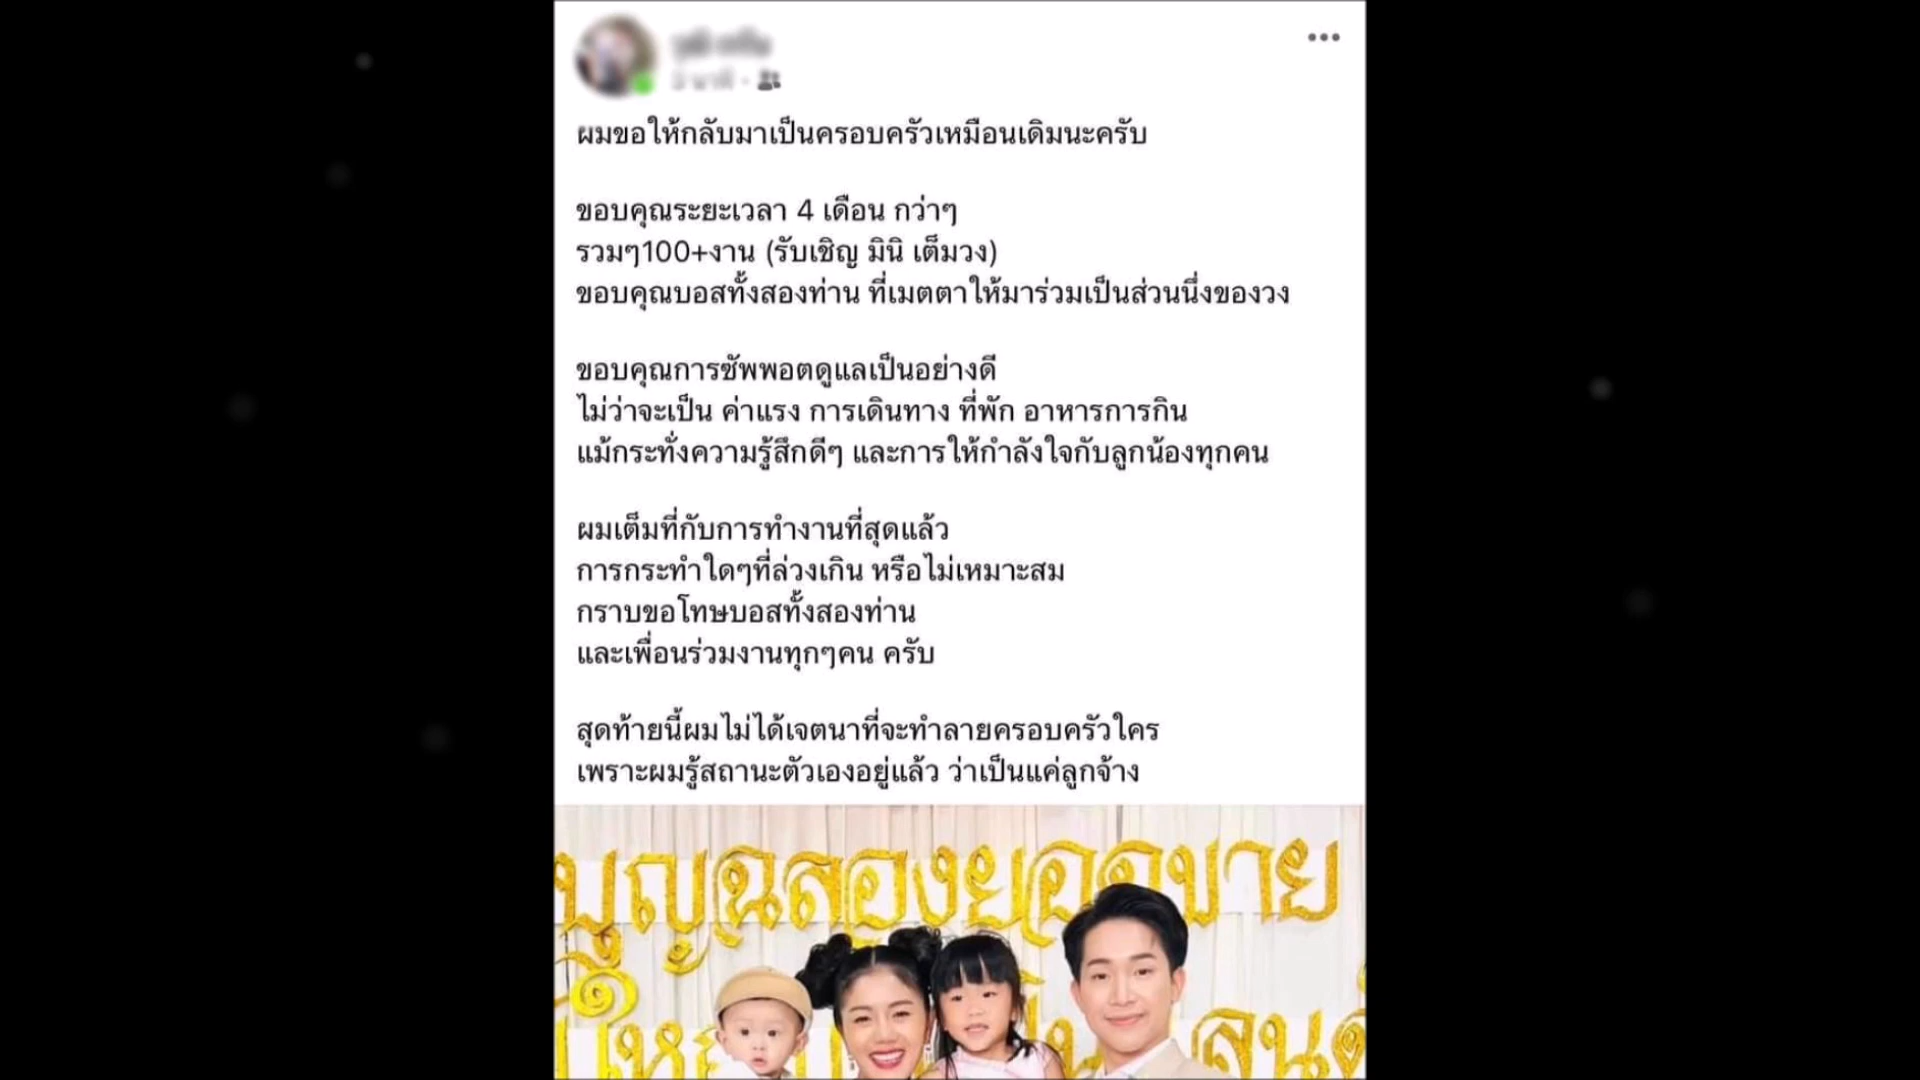 ผมขอให้กลับมาเป็นครอบครัวเหมือนเดิมนะครับ
ขอบคุณระยะเวลา 4 เดือน กว่าๆ
รวมๆ100+งาน (รับเชิญ มินิ เต็มวง)
ขอบคุณบอสทั้งสองท่าน ที่เมตตาให้มาร่วมเป็นส่วนนึ่งของวง
ขอบคุณการซัพพอตดูแลเป็นอย่างดี
ไม่ว่าจะเป็น ค่าแรง การเดินทาง ที่พัก อาหารการกิน
แม้กระทั่งความรู้สึกดีๆ และการให้กำลังใจกับลูกน้องทุกคน
ผมเต็มที่กับการทำงานที่สุดแล้ว
การกระทำใดๆที่ล่วงเกิน หรือไม่เหมาะสม
กราบขอโทษบอสทั้งสองท่าน
และเพื่อนร่วมงานทุกๆคน ครับ
สุดท้ายนี้ผมไม่ได้เจตนาที่จะทำลายครอบครัวใคร
เพราะผมรู้สถานะตัวเองอยู่แล้ว ว่าเป็นแค่ลูกจ้าง
บุญฉลองยอดขาย